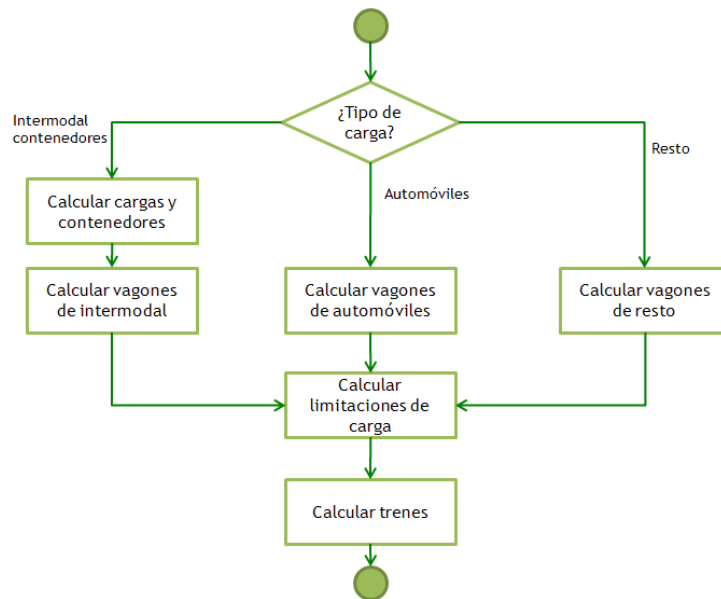 ¿Tipo de
carga?
Intermodal
contenedores
Resto
Automóviles
Calcular cargas y
contenedores
Calcular vagones
de intermodal
Calcular vagones
de automóviles
Calcular vagones
de resto
Calcular
limitaciones de
carga
Calcular trenes